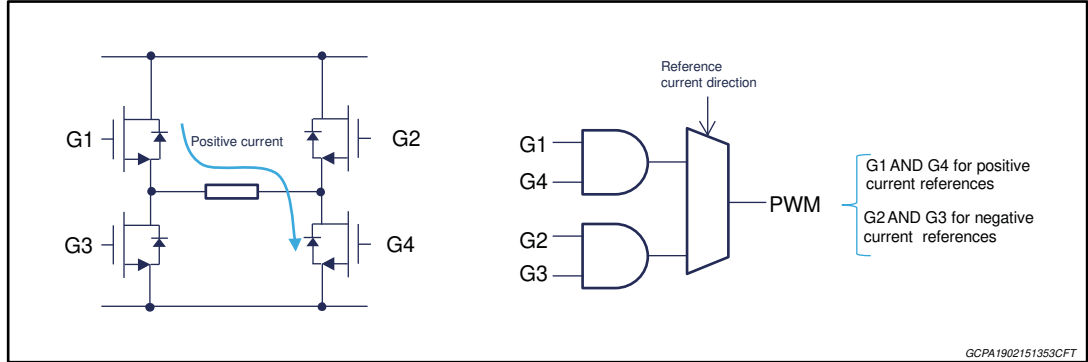 G1
G2
G3
G4
Positive current
Reference
current direction
G1
G4
G2
G3
PWM
G1 AND G4 for positive
current references
G2 AND G3 for negative
current references
GCPA1902151353CFT